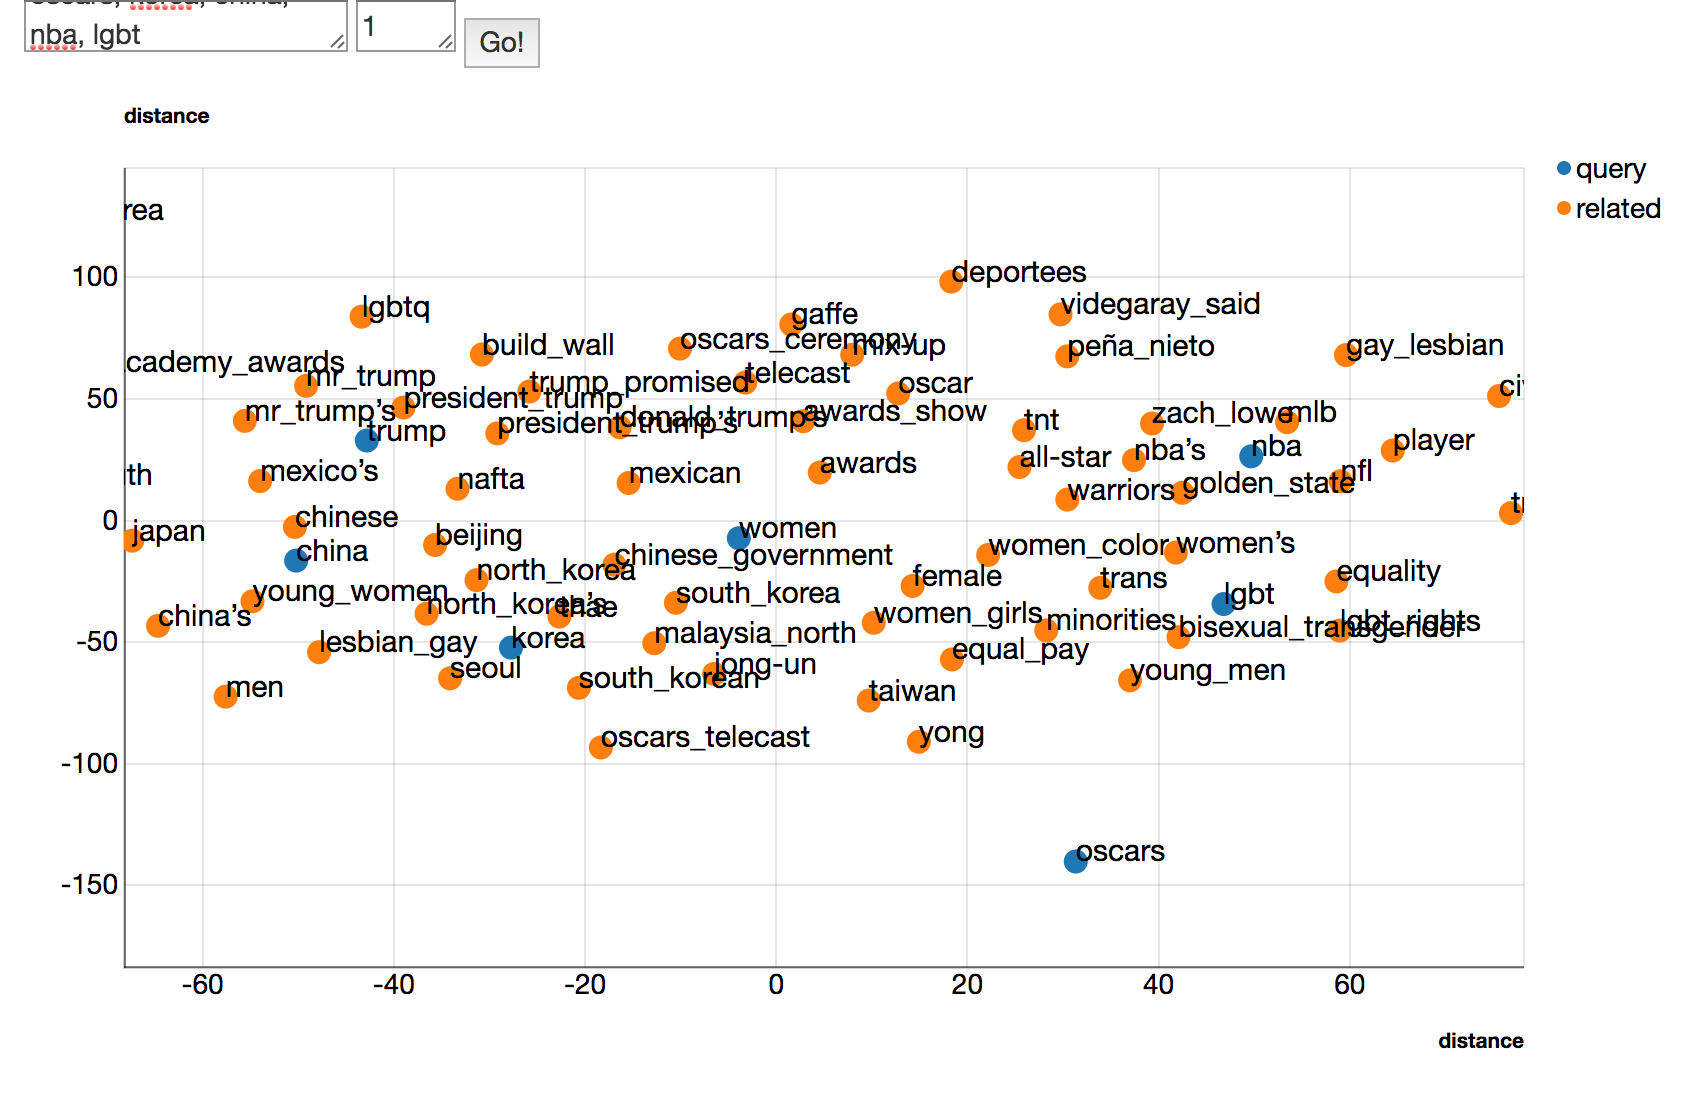 oscars, korea, china,
nba, lgbt
1
Go!
distance
query
related
rea
100
deportees
lgbtq
gaffe
videgaray_said
build_wall
oscars_ceremony
mix-up
peña_nieto
gay_lesbian
cademy_awards
mr_trump
trump_promised
telecast
oscar
50
president_trump
mr_trump’s
president_trump’s
donald_trump’s
awards_show
tnt
zach_lowe
mlb
trump
nba’s
nba
player
mexico’s
nafta
mexican
awards
all-star
warriors
golden_state
nfl
th
0
chinese
japan
china
beijing
women
chinese_government
women_color
women’s
north_korea
female
trans
equality
young_women
china’s
north_korea’s
thae
south_korea
women_girls
minorities
lgbt
bisexual_transgender
lgbt_rights
-50
lesbian_gay
korea
malaysia_north
equal_pay
seoul
jong-un
south_korean
young_men
men
taiwan
oscars_telecast
yong
-100
oscars
-150
-60
-40
-20
0
20
40
60
distance